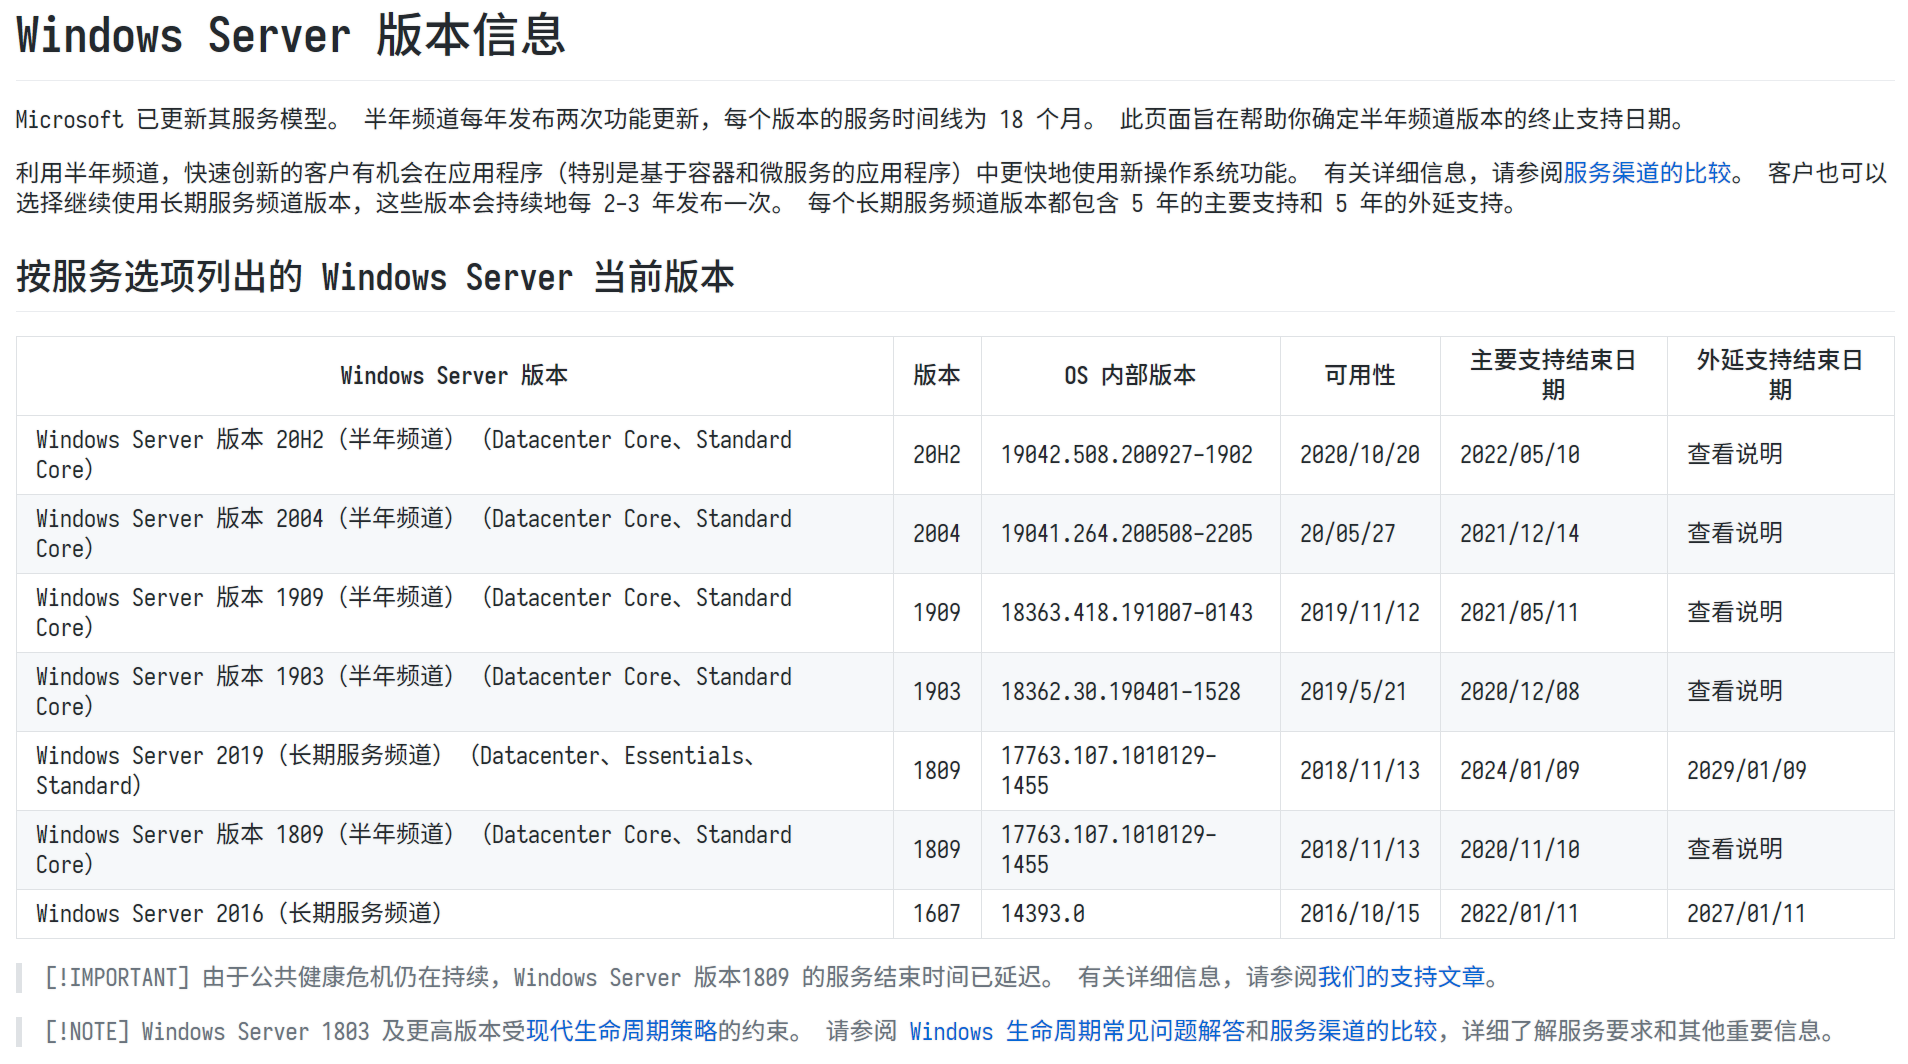 Windows Server 版本信息
Microsoft 已更新其服务模型。 半年频道每年发布两次功能更新，每个版本的服务时间线为 18 个月。 此页面旨在帮助你确定半年频道版本的终止支持日期。
利用半年频道，快速创新的客户有机会在应用程序（特别是基于容器和微服务的应用程序）中更快地使用新操作系统功能。 有关详细信息，请参阅服务渠道的比较。 客户也可以
选择继续使用长期服务频道版本，这些版本会持续地每 2-3 年发布一次。 每个长期服务频道版本都包含 5 年的主要支持和 5 年的外延支持。
按服务选项列出的 Windows Server 当前版本
Windows Server 版本 版本 OS 内部版本 可用性 主要支持结束日 外延支持结束日
期 期
Windows Server 版本 20H2（半年频道）（Datacenter Core、Standard
Core） 20H2 19042.508.200927-1902 2020/10/20 2022/05/10 查看说明
Windows Server 版本 2004（半年频道）（Datacenter Core、Standard
Core） 2004 19041.264.200508-2205 20/05/27 2021/12/14 查看说明
Windows Server 版本 1909（半年频道）（Datacenter Core、Standard
Core） 1909 18363.418.191007-0143 2019/11/12 2021/05/11 查看说明
Windows Server 版本 1903（半年频道）（Datacenter Core、Standard
Core） 1903 18362.30.190401-1528 2019/5/21 2020/12/08 查看说明
Windows Server 2019（长期服务频道）（Datacenter、Essentials、
Standard） 1809 17763.107.1010129-
1455 2018/11/13 2024/01/09 2029/01/09
Windows Server 版本 1809（半年频道）（Datacenter Core、Standard
Core） 1809 17763.107.1010129-
1455 2018/11/13 2020/11/10 查看说明
Windows Server 2016（长期服务频道） 1607 14393.0 2016/10/15 2022/01/11 2027/01/11
[!IMPORTANT] 由于公共健康危机仍在持续，Windows Server 版本1809 的服务结束时间已延迟。 有关详细信息，请参阅我们的支持文章。
[!NOTE] Windows Server 1803 及更高版本受现代生命周期策略的约束。 请参阅 Windows 生命周期常见问题解答和服务渠道的比较，详细了解服务要求和其他重要信息。